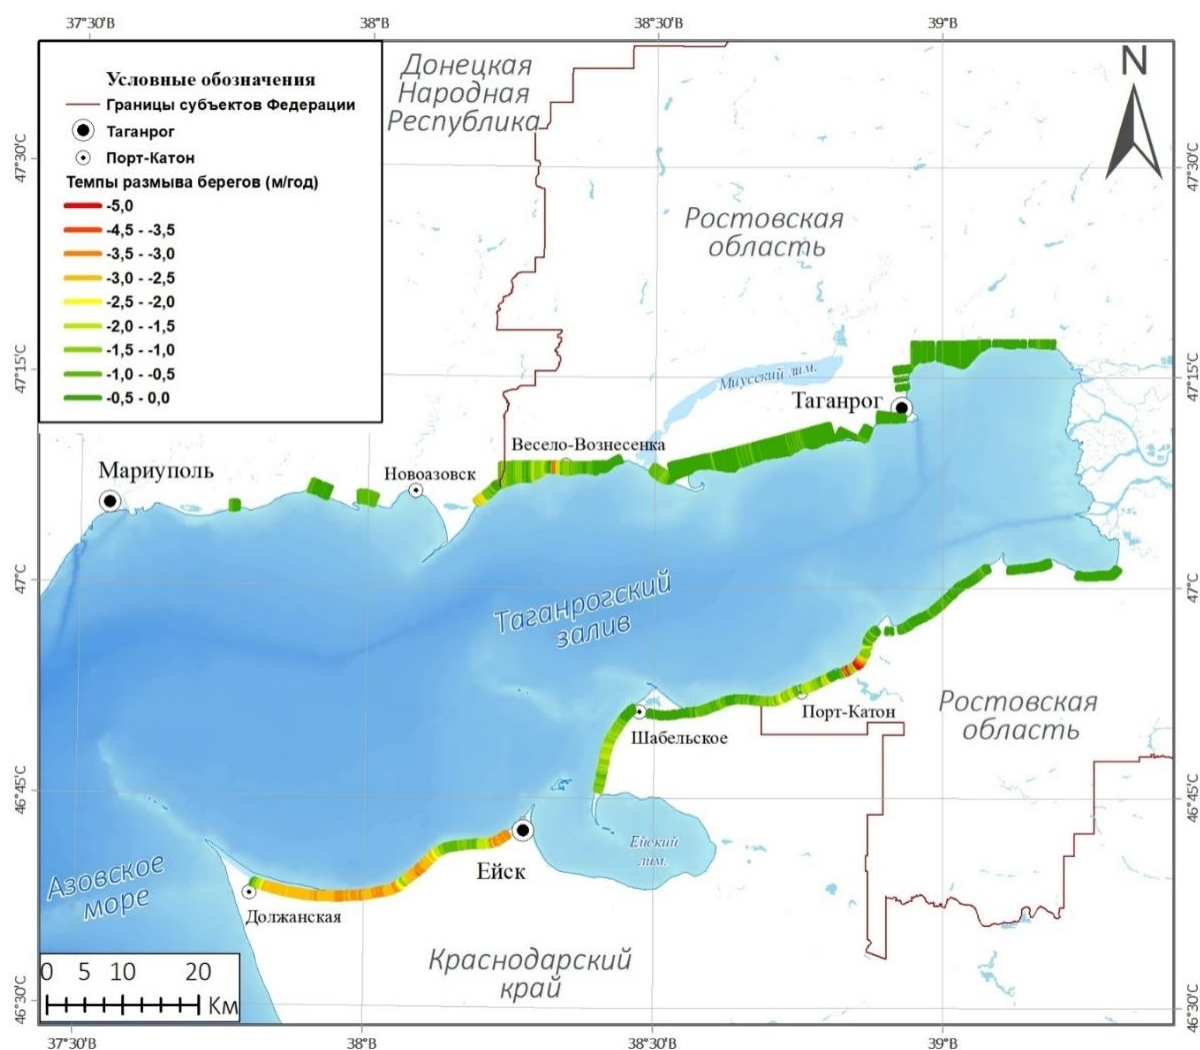 37°30'В
38°В
38°30'В
39°В
Условные обозначения
Границы субъектов Федерации
Таганрог
Порт-Катон
Темпы размыва берегов (м/год)
-5,0
-4,5 - -3,5
-3,5 - -3,0
-3,0 - -2,5
-2,5 - -2,0
-2,0 - -1,5
-1,5 - -1,0
-1,0 - -0,5
-0,5 - 0,0
Донецкая
Народная
Республика
N
47°30'С
47°30'С
Ростовская
область
47°15'С
47°15'С
Миусский лим.
Таганрог
Весело-Вознесенка
Мариуполь
Новоазовск
47°С
47°С
Таганрогский
залив
Порт-Катон
Ростовская
область
Шабельское
46°45'С
46°45'С
Ейский
лим.
Ейск
Азовское
море
Должанская
Краснодарский
край
0 5 10 20
Км
46°30'С
46°30'С
37°30'В
38°В
38°30'В
39°В